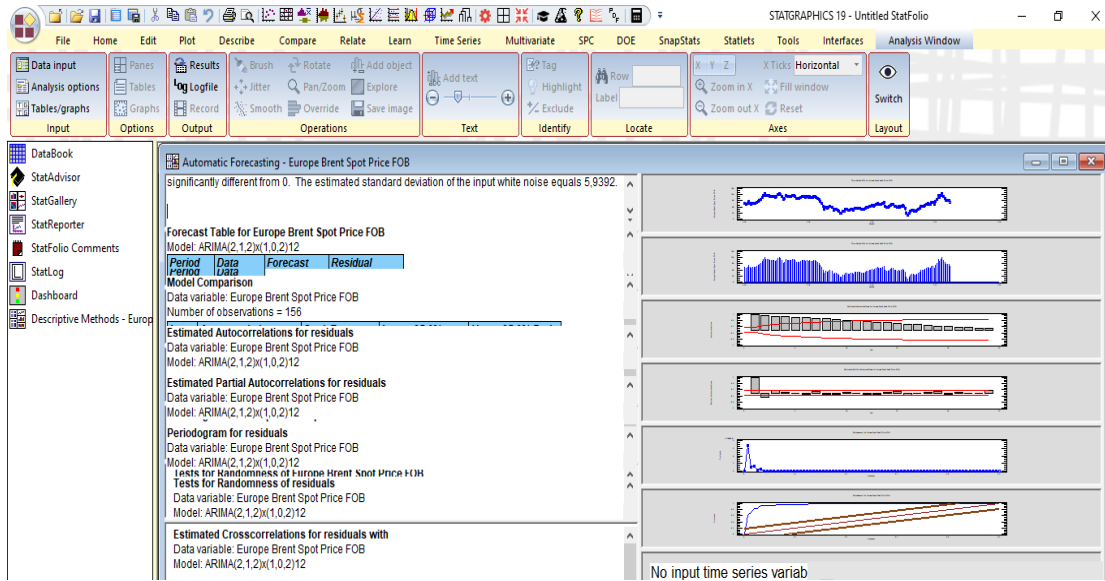 STATGRAPHICS 19 - Untitled StatFolio
File Home Edit Plot Describe Compare Relate Learn Time Series Multivariate SPC DOE SnapStats Statlets Tools Interfaces Analysis Window
Data input
Analysis options
Tables/graphs
Input
Panes
Tables
Graphs
Options
Results
Logfile
Record
Output
Brush Rotate Add object
Jitter Pan/Zoom Explore
Smooth Override Save image
Operations
Add text
Text
Tag
Highlight
Exclude
Identify
Row
Label
Locate
X Y Z X Ticks Horizontal
Zoom in X Fill window
Zoom out X Reset
Axes
Switch
Layout
DataBook
StatAdvisor
StatGallery
StatReporter
StatFolio Comments
StatLog
Dashboard
Descriptive Methods - Europ
Automatic Forecasting - Europe Brent Spot Price FOB
significantly different from 0. The estimated standard deviation of the input white noise equals 5,9392.
Forecast Table for Europe Brent Spot Price FOB
Model: ARIMA(2,1,2)x(1,0,2)12
Period Data Forecast Residual
Period Data
Model Comparison
Data variable: Europe Brent Spot Price FOB
Number of observations = 156
Estimated Autocorrelations for residuals
Data variable: Europe Brent Spot Price FOB
Model: ARIMA(2,1,2)x(1,0,2)12
Estimated Partial Autocorrelations for residuals
Data variable: Europe Brent Spot Price FOB
Model: ARIMA(2,1,2)x(1,0,2)12
Periodogram for residuals
Data variable: Europe Brent Spot Price FOB
Model: ARIMA(2,1,2)x(1,0,2)12
Tests for Randomness of Europe Brent Spot Price FOB
Tests for Randomness of residuals
Data variable: Europe Brent Spot Price FOB
Model: ARIMA(2,1,2)x(1,0,2)12
Estimated Crosscorrelations for residuals with
Data variable: Europe Brent Spot Price FOB
Model: ARIMA(2,1,2)x(1,0,2)12
No input time series variab